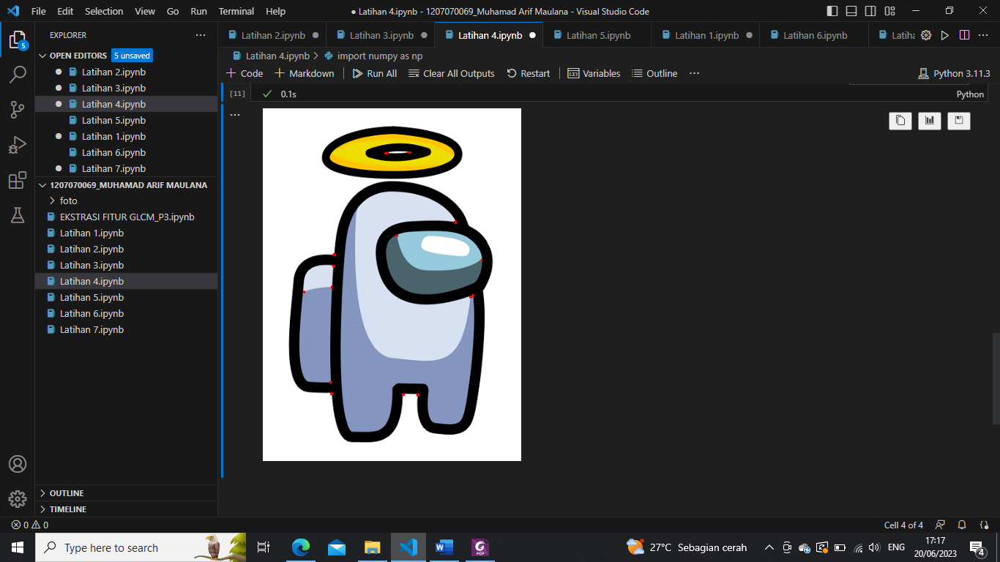 File Edit Selection View Go Run Terminal Help
● Latihan 4.ipynb - 1207070069_Muhamad Arif Maulana - Visual Studio Code
EXPLORER
OPEN EDITORS 5 unsaved
Latihan 2.ipynb
Latihan 3.ipynb
Latihan 4.ipynb
Latihan 5.ipynb
Latihan 1.ipynb
Latihan 6.ipynb
Latihan 7.ipynb
1207070069_MUHAMAD ARIF MAULANA
foto
EKSTRASI FITUR GLCM_P3.ipynb
Latihan 1.ipynb
Latihan 2.ipynb
Latihan 3.ipynb
Latihan 4.ipynb
Latihan 5.ipynb
Latihan 6.ipynb
Latihan 7.ipynb
OUTLINE
TIMELINE
5
Latihan 2.ipynb Latihan 3.ipynb Latihan 4.ipynb Latihan 5.ipynb Latihan 1.ipynb Latihan 6.ipynb Latiha
Latihan 4.ipynb > import numpy as np
+ Code + Markdown Run All Clear All Outputs Restart Variables Outline ... Python 3.11.3
[11] 0.1s Python
0 0 Cell 4 of 4
Type here to search 27°C Sebagian cerah ENG 17:17
20/06/2023 4